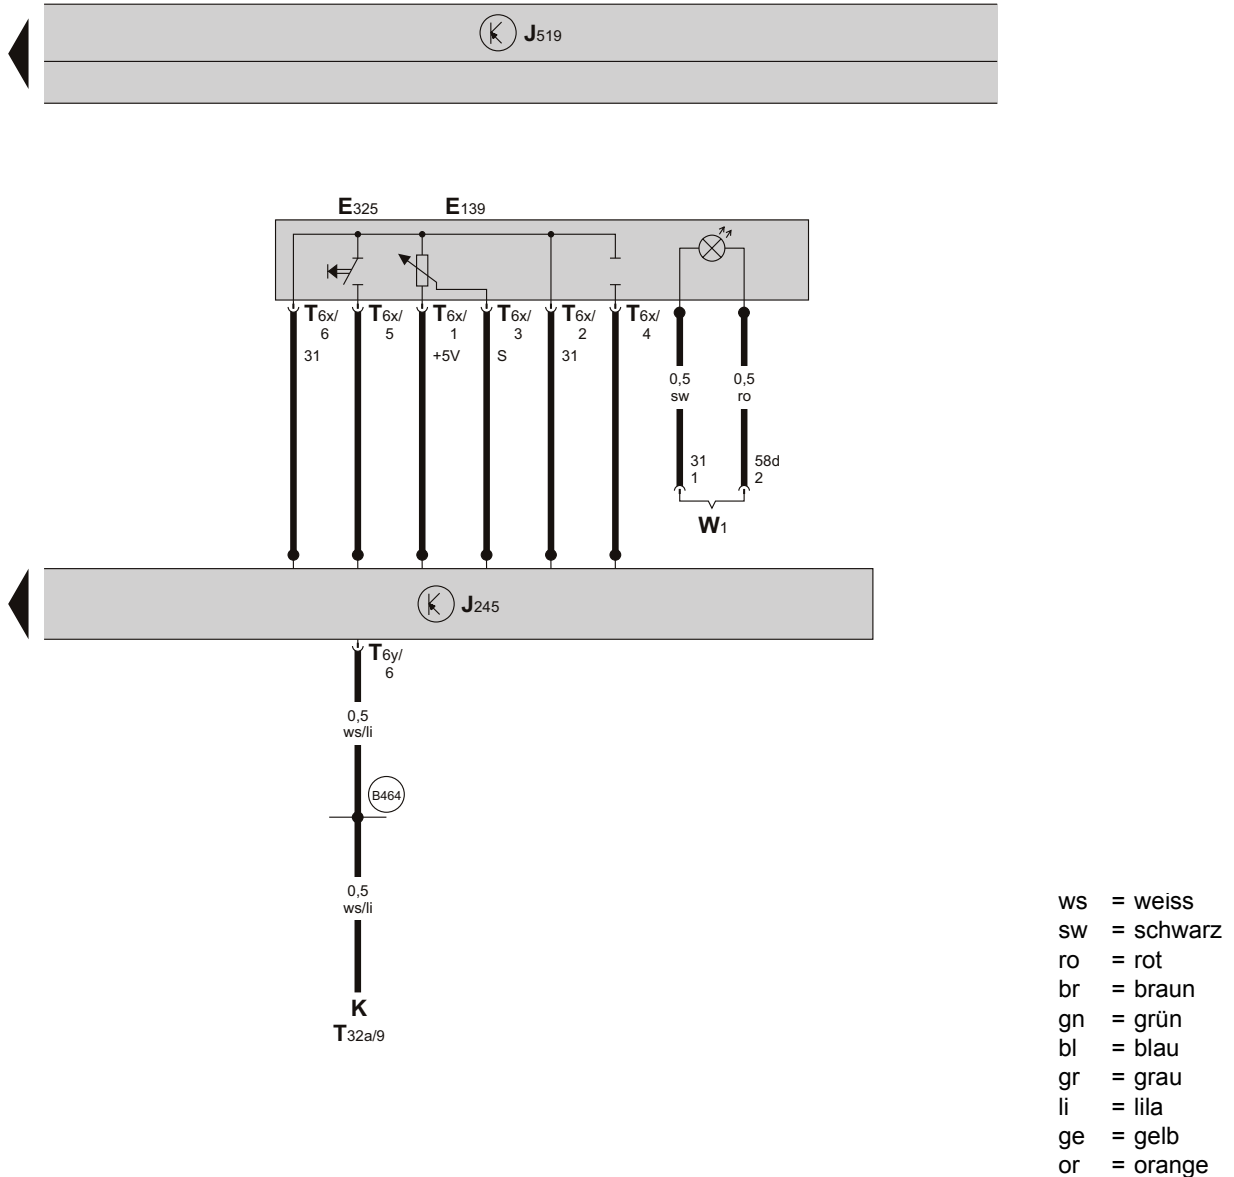 J519
E325 E139
T6x/ T6x/ T6x/ T6x/ T6x/ T6x/
6 5 1 3 2 4
31 +5V S 31
0,5 0,5
sw ro
31 58d
1 2
W1
J245
T6y/
6
0,5
ws/li
B464
0,5
ws/li
K
T32a/9
ws = weiss
sw = schwarz
ro = rot
br = braun
gn = grün
bl = blau
gr = grau
li = lila
ge = gelb
or = orange